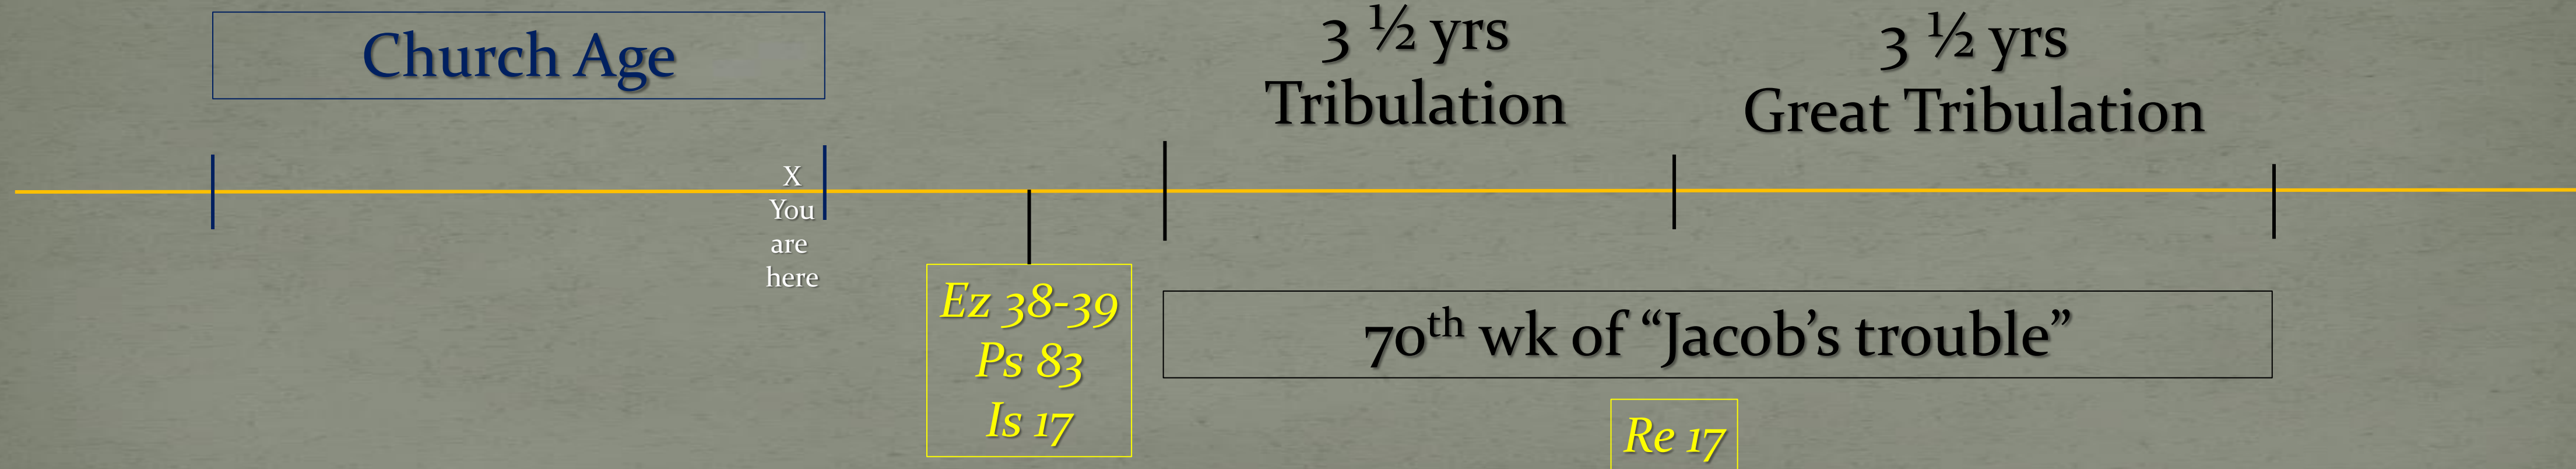 Church Age
3 ½ yrs
Tribulation
3 ½ yrs
Great Tribulation
X
You
are
here
Ez 38-39
Ps 83
Is 17
70th wk of “Jacob’s trouble”
Re 17